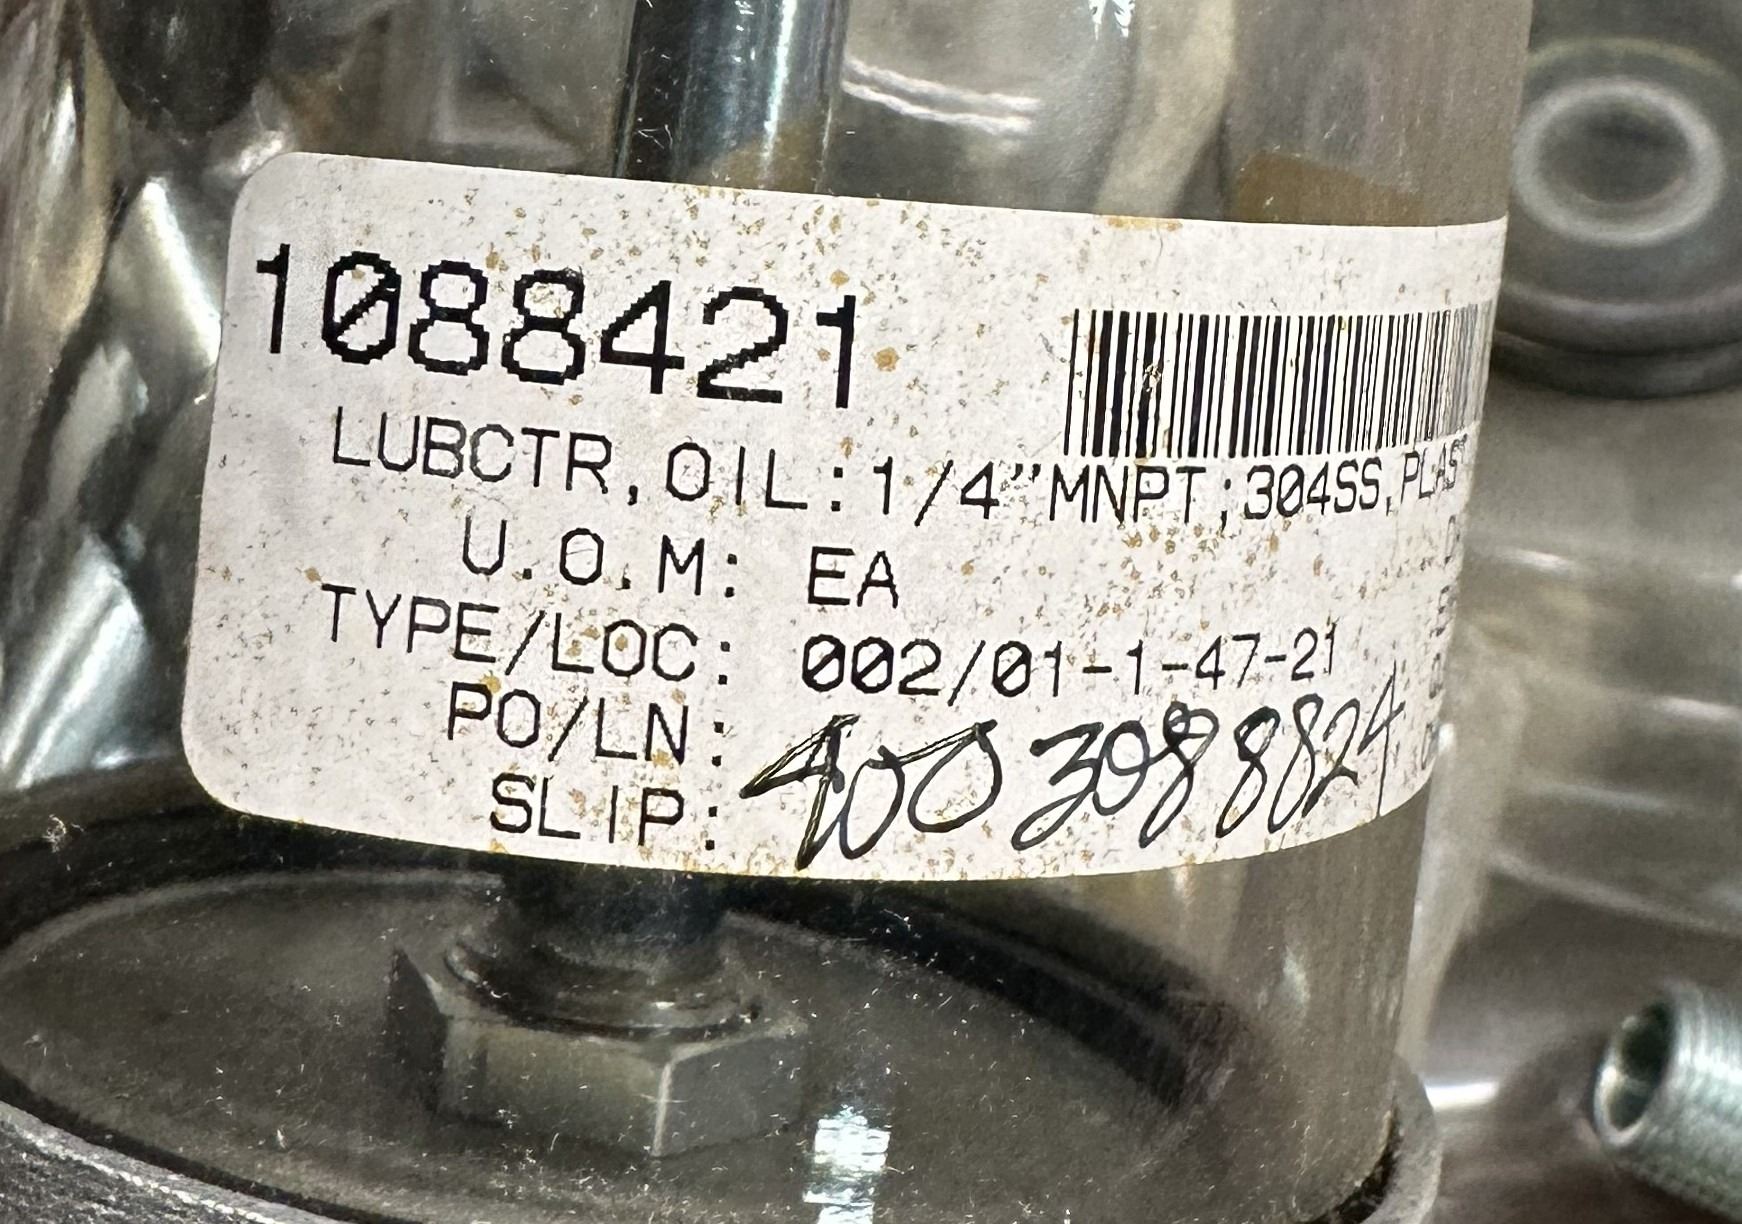 1088421
LUBCTR,OIL:1/4"MNPT;304SS,PLAST
U.O.M: EA
TYPE/LOC: 002/01-1-47-21
PO/LN:
SLIP: 4003088824